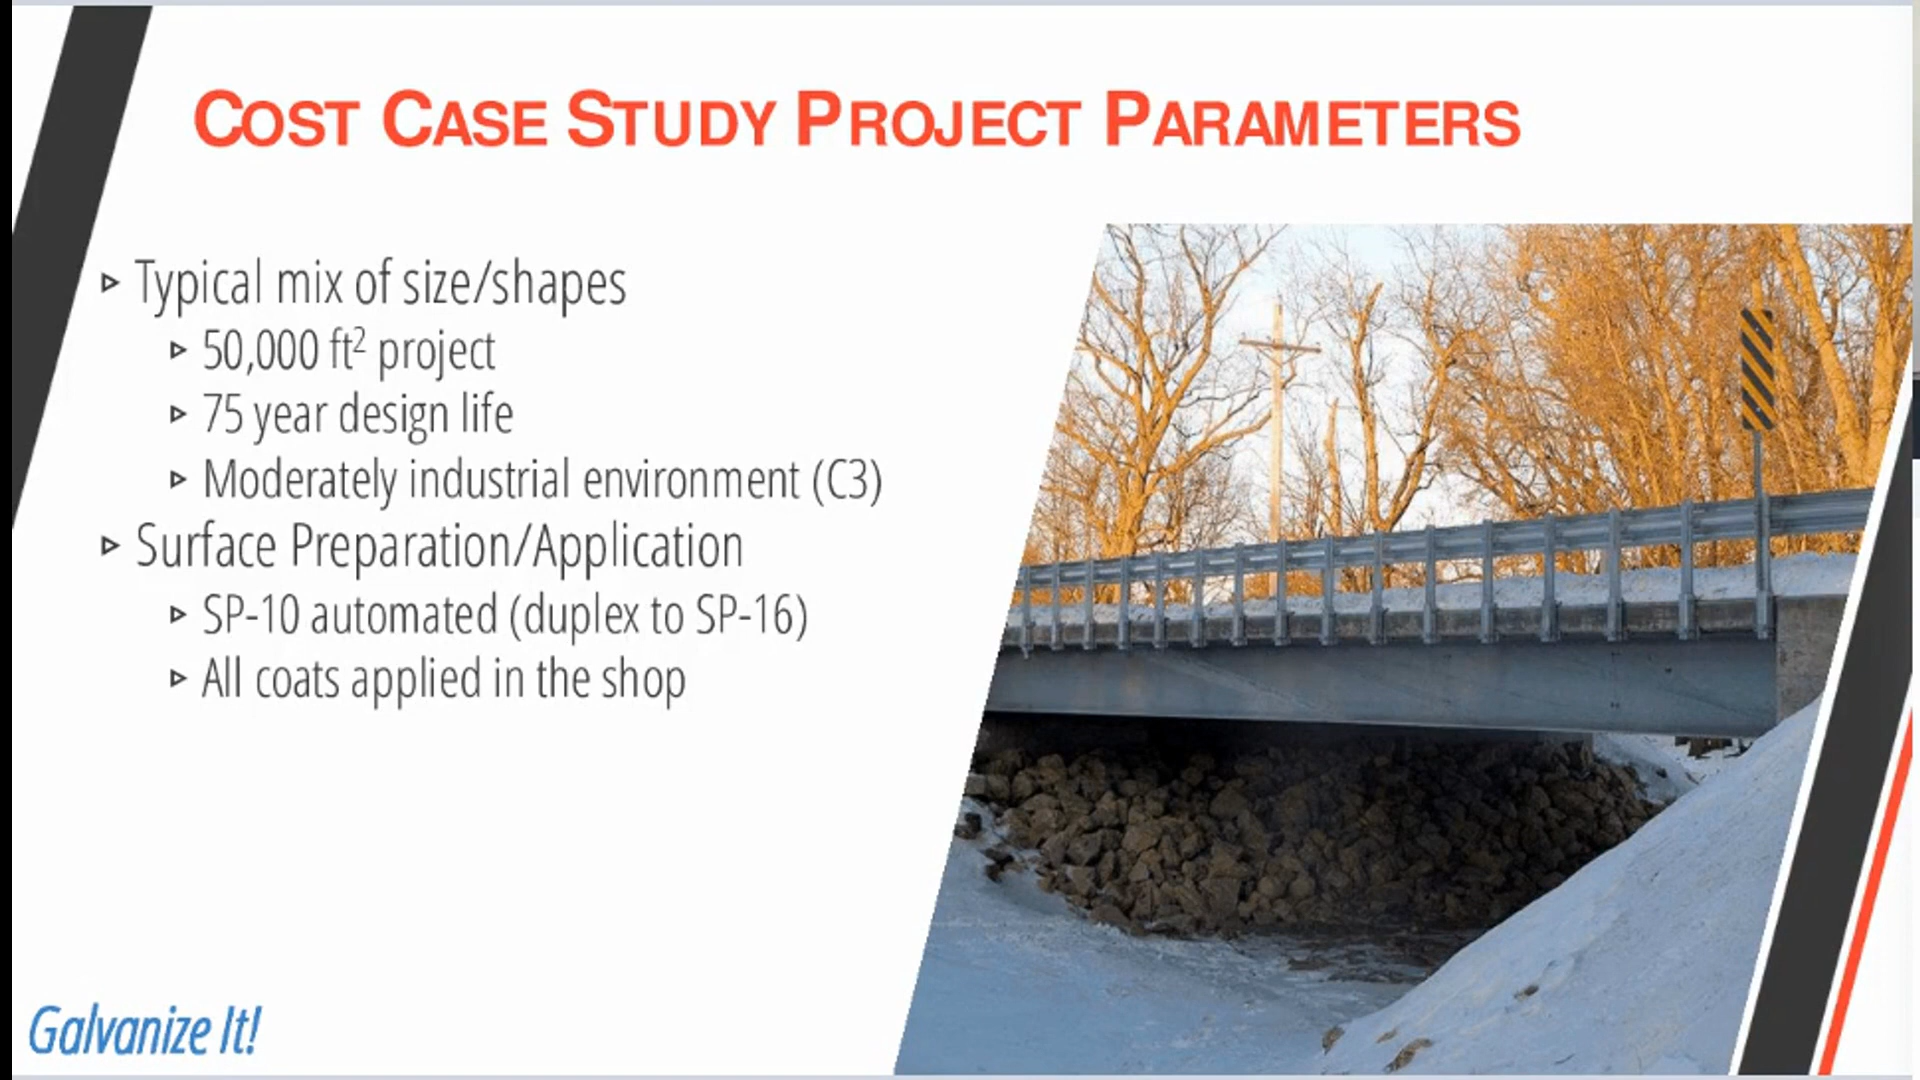 COST CASE STUDY PROJECT PARAMETERS
Typical mix of size/shapes
50,000 ft² project
75 year design life
Moderately industrial environment (C3)
Surface Preparation/Application
SP-10 automated (duplex to SP-16)
All coats applied in the shop
Galvanize It!